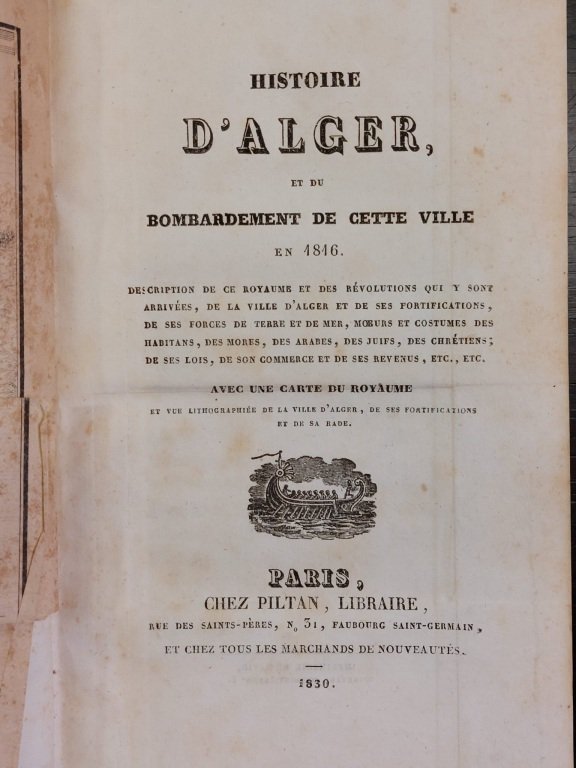 HISTOIRE
D'ALGER,
ET DU
BOMBARDEMENT DE CETTE VILLE
EN 1816.
DESCRIPTION DE CE ROYAUME ET DES RÉVOLUTIONS QUI Y SONT
ARRIVÉES, DE LA VILLE D'ALGER ET DE SES FORTIFICATIONS,
DE SES FORCES DE TERRE ET DE MER, MŒURS ET COSTUMES DES
HABITANS, DES MORES, DES ARABES, DES JUIFS, DES CHRÉTIENS;
DE SES LOIS, DE SON COMMERCE ET DE SES REVENUS, ETC., ETC.
AVEC UNE CARTE DU ROYAUME
ET VUE LITHOGRAPHIÉE DE LA VILLE D'ALGER, DE SES FORTIFICATIONS
ET DE SA RADE.
PARIS,
CHEZ PILTAN, LIBRAIRE,
RUE DES SAINTS-PÈRES, No 31, FAUBOURG SAINT-GERMAIN,
ET CHEZ TOUS LES MARCHANDS DE NOUVEAUTÉS.
1830.